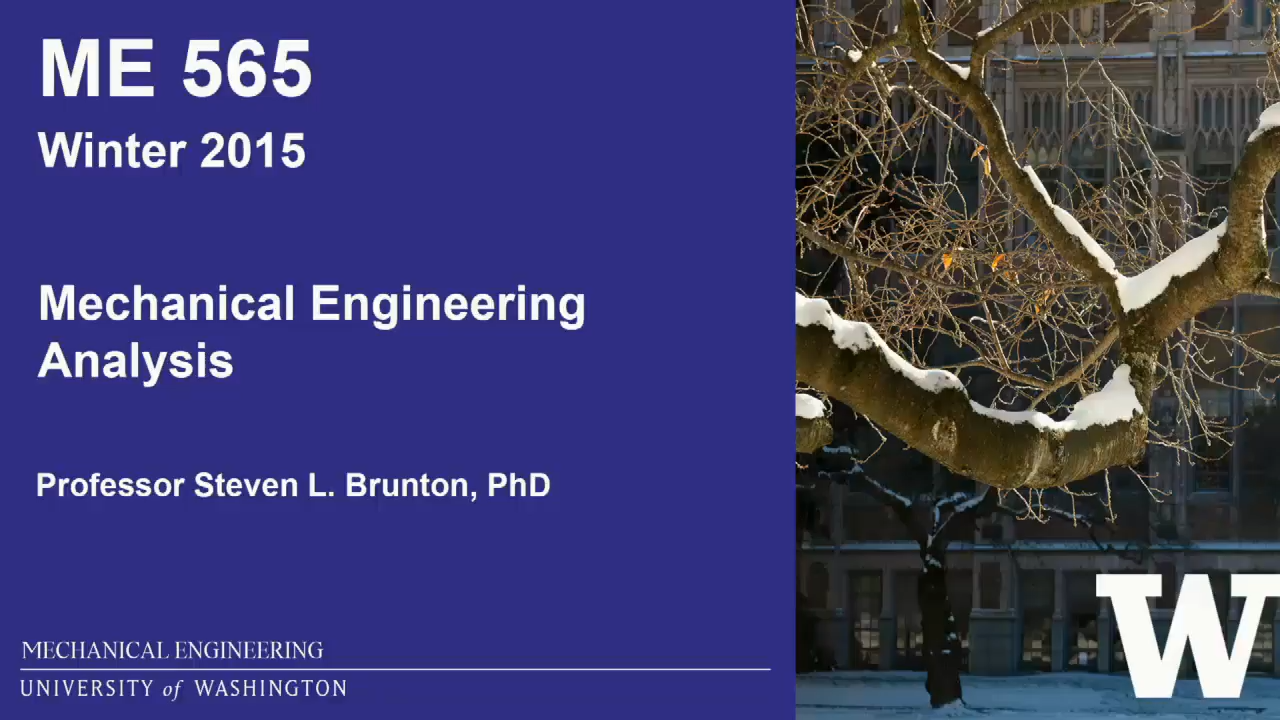 ME 565
Winter 2015
Mechanical Engineering
Analysis
Professor Steven L. Brunton, PhD
MECHANICAL ENGINEERING
UNIVERSITY of WASHINGTON
W